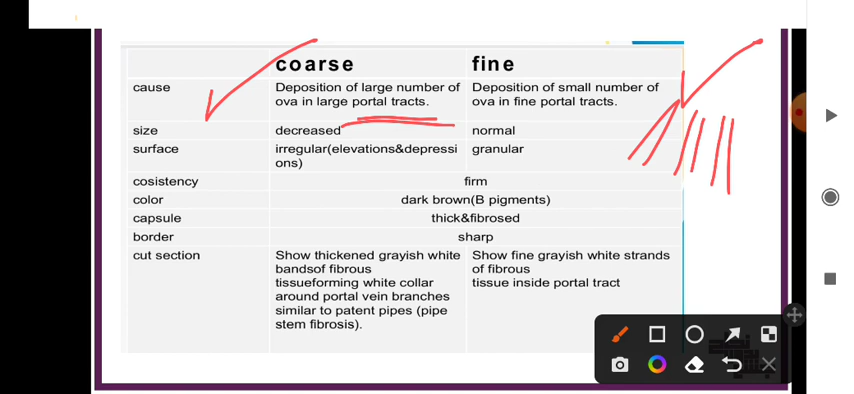 coarse fine
cause Deposition of large number of Deposition of small number of
ova in large portal tracts. ova in fine portal tracts.
size decreased normal
surface irregular(elevations&depressi granular
ons)
cosistency firm
color dark brown(B pigments)
capsule thick&fibrosed
border sharp
cut section Show thickened grayish white Show fine grayish white strands
bandsof fibrous of fibrous
tissueforming white collar tissue inside portal tract
around portal vein branches
similar to patent pipes (pipe
stem fibrosis).